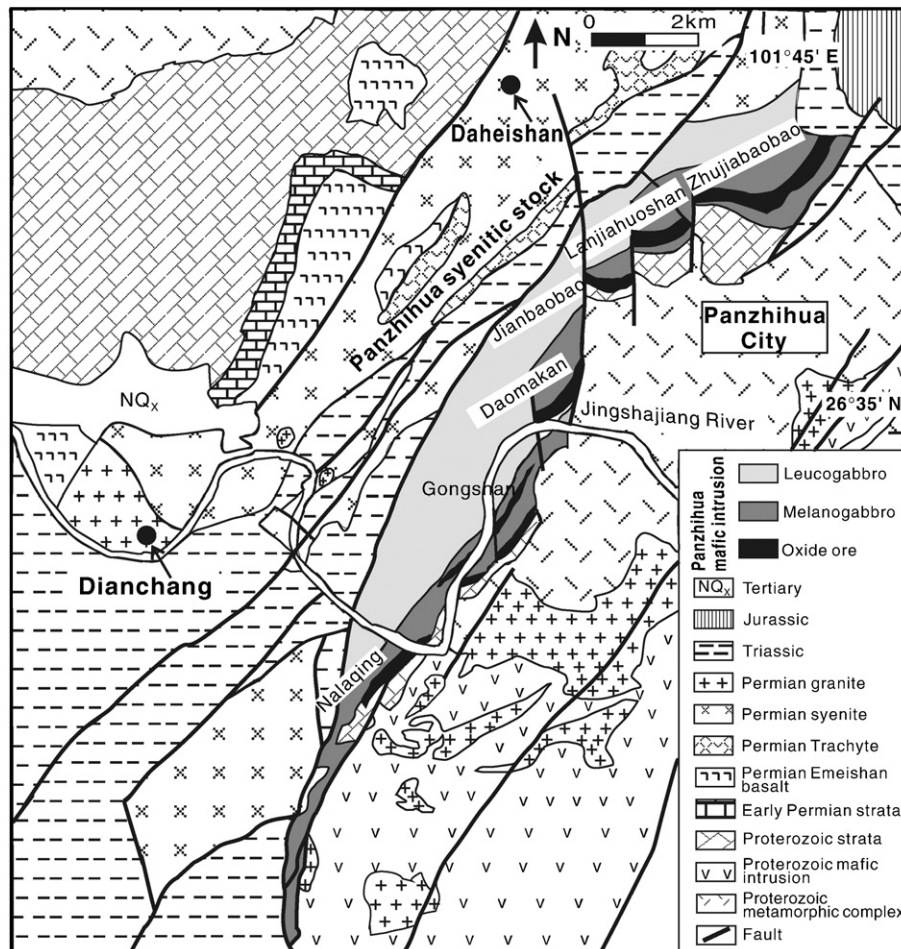 0 2km
N
101°45' E
Daheishan
Zhujiabaobao
Lanjiahuoshan
Panzhihua syenitic stock
Jianbaobao
Panzhihua
City
Daomakan
26°35' N
NQx
Jingshajiang River
Gongshan
Dianchang
Nalaqing
Panzhihua
mafic intrusion
Leucogabbro
Melanogabbro
Oxide ore
NQx Tertiary
Jurassic
Triassic
Permian granite
Permian syenite
Permian Trachyte
Permian Emeishan
basalt
Early Permian strata
Proterozoic strata
Proterozoic mafic
intrusion
Proterozoic
metamorphic complex
Fault